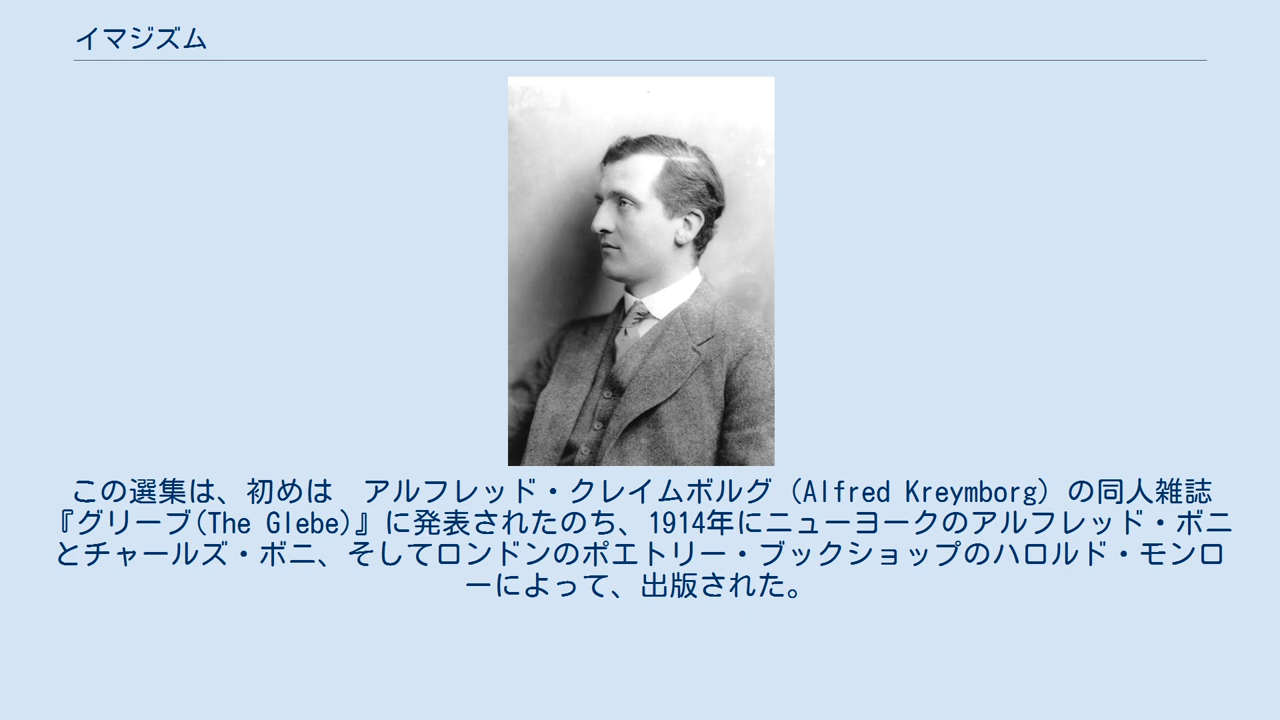 イマジズム
この選集は、初めは　アルフレッド・クレイムボルグ（Alfred Kreymborg）の同人雑誌
『グリーブ(The Glebe)』に発表されたのち、1914年にニューヨークのアルフレッド・ボニ
とチャールズ・ボニ、そしてロンドンのポエトリー・ブックショップのハロルド・モンロ
ーによって、出版された。